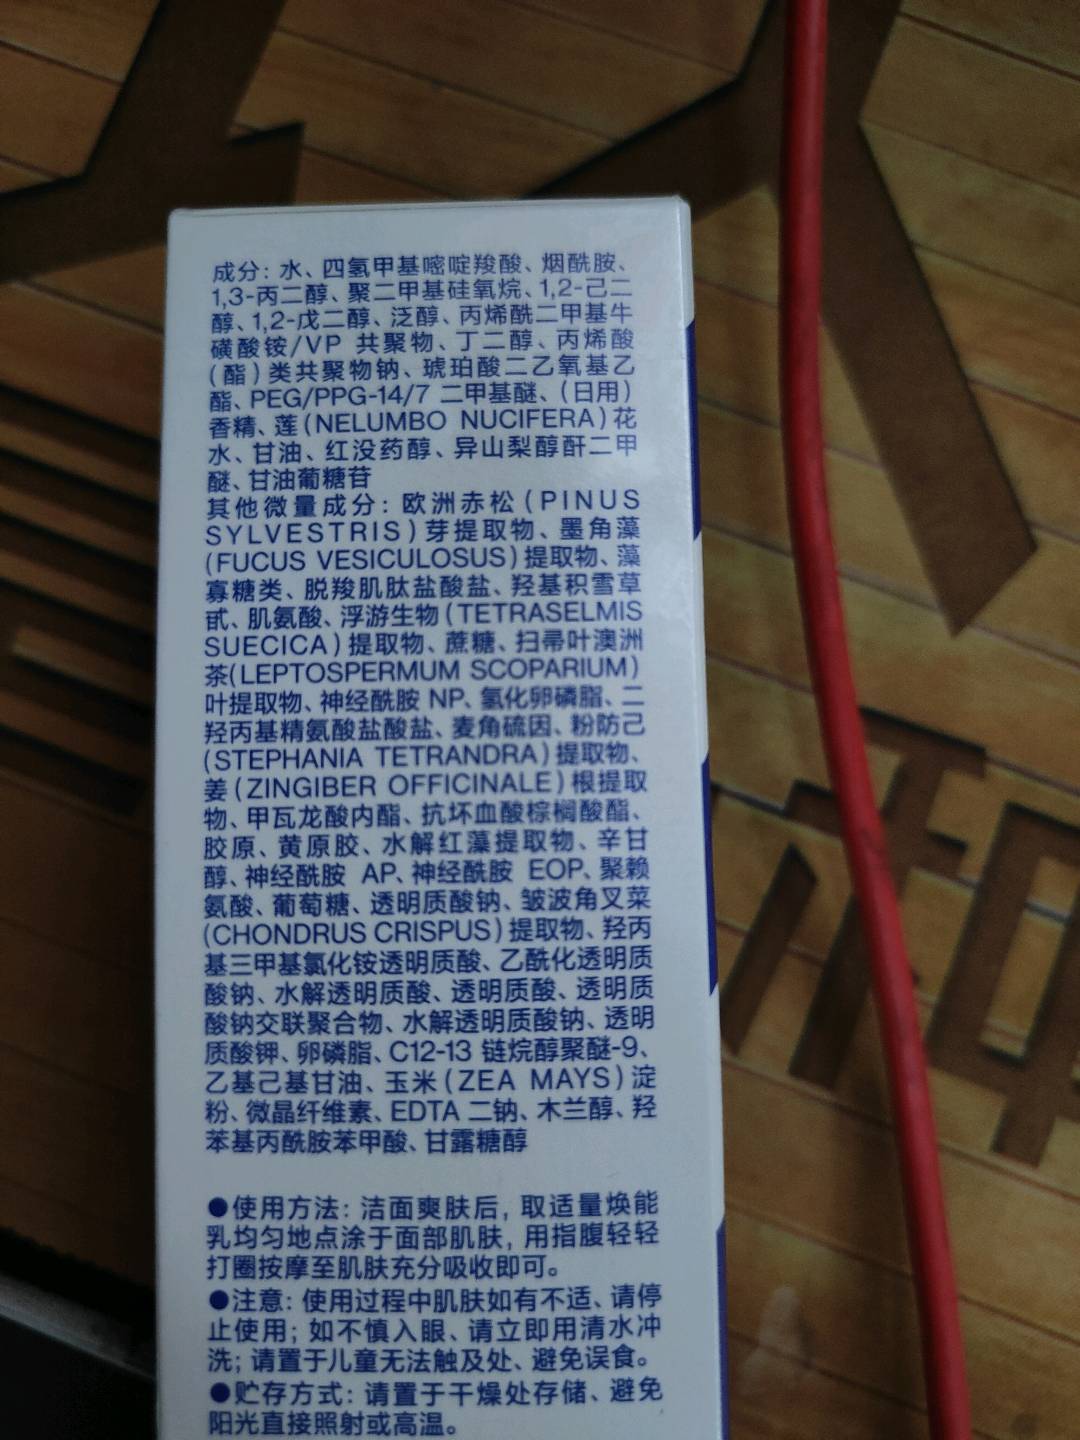 成分：水、四氢甲基嘧啶羧酸、烟酰胺、
1,3-丙二醇、聚二甲基硅氧烷、1,2-己二
醇、1,2-戊二醇、泛醇、丙烯酰二甲基牛
磺酸铵/VP 共聚物、丁二醇、丙烯酸
(酯)类共聚物钠、琥珀酸二乙氧基乙
酯、PEG/PPG-14/7 二甲基醚、(日用)
香精、莲(NELUMBO NUCIFERA)花
水、甘油、红没药醇、异山梨醇酐二甲
醚、甘油葡糖苷
其他微量成分：欧洲赤松(PINUS
SYLVESTRIS)芽提取物、墨角藻
(FUCUS VESICULOSUS)提取物、藻
寡糖类、脱羧肌肽盐酸盐、羟基积雪草
甙、肌氨酸、浮游生物(TETRASELMIS
SUECICA)提取物、蔗糖、扫帚叶澳洲
茶(LEPTOSPERMUM SCOPARIUM)
叶提取物、神经酰胺 NP、氢化卵磷脂、二
羟丙基精氨酸盐酸盐、麦角硫因、粉防己
(STEPHANIA TETRANDRA)提取物、
姜(ZINGIBER OFFICINALE)根提取
物、甲瓦龙酸内酯、抗坏血酸棕榈酸酯、
胶原、黄原胶、水解红藻提取物、辛甘
醇、神经酰胺 AP、神经酰胺 EOP、聚赖
氨酸、葡萄糖、透明质酸钠、皱波角叉菜
(CHONDRUS CRISPUS)提取物、羟丙
基三甲基氯化铵透明质酸、乙酰化透明质
酸钠、水解透明质酸、透明质酸、透明质
酸钠交联聚合物、水解透明质酸钠、透明
质酸钾、卵磷脂、C12-13 链烷醇聚醚-9、
乙基己基甘油、玉米(ZEA MAYS)淀
粉、微晶纤维素、EDTA 二钠、木兰醇、羟
苯基丙酰胺苯甲酸、甘露糖醇
●使用方法：洁面爽肤后，取适量焕能
乳均匀地点涂于面部肌肤，用指腹轻轻
打圈按摩至肌肤充分吸收即可。
●注意：使用过程中肌肤如有不适、请停
止使用；如不慎入眼、请立即用清水冲
洗；请置于儿童无法触及处、避免误食。
●贮存方式：请置于干燥处存储、避免
阳光直接照射或高温。